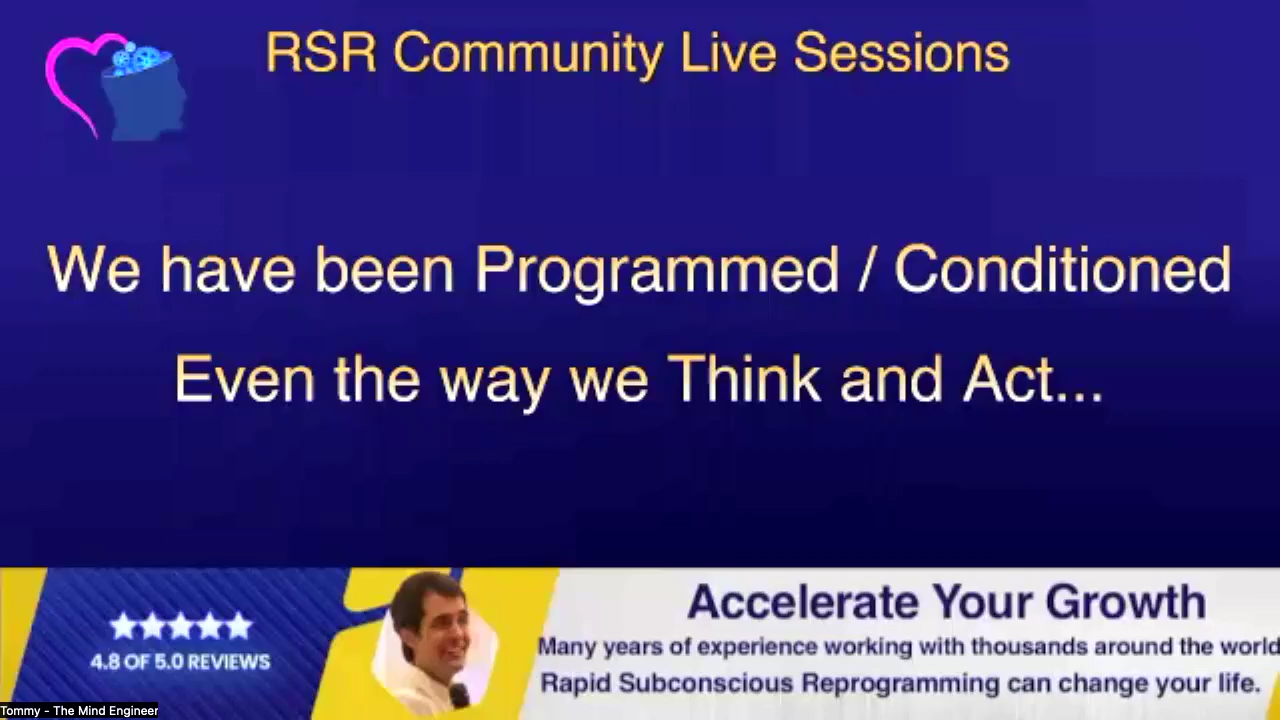 RSR Community Live Sessions
We have been Programmed / Conditioned
Even the way we Think and Act...
Accelerate Your Growth
Many years of experience working with thousands around the world
Rapid Subconscious Reprogramming can change your life.
4.8 OF 5.0 REVIEWS
Tommy - The Mind Engineer